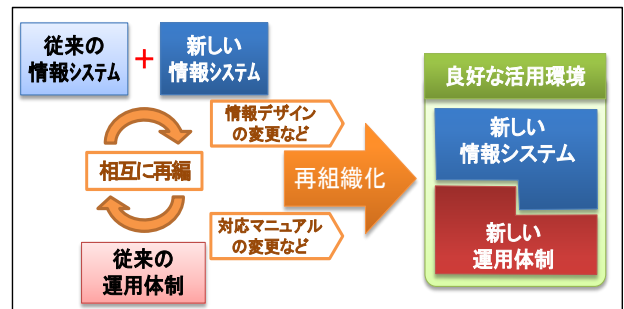 従来の
情報システム
+
新しい
情報システム
情報デザイン
の変更など
相互に再編
対応マニュアル
の変更など
従来の
運用体制
再組織化
良好な活用環境
新しい
情報システム
新しい
運用体制